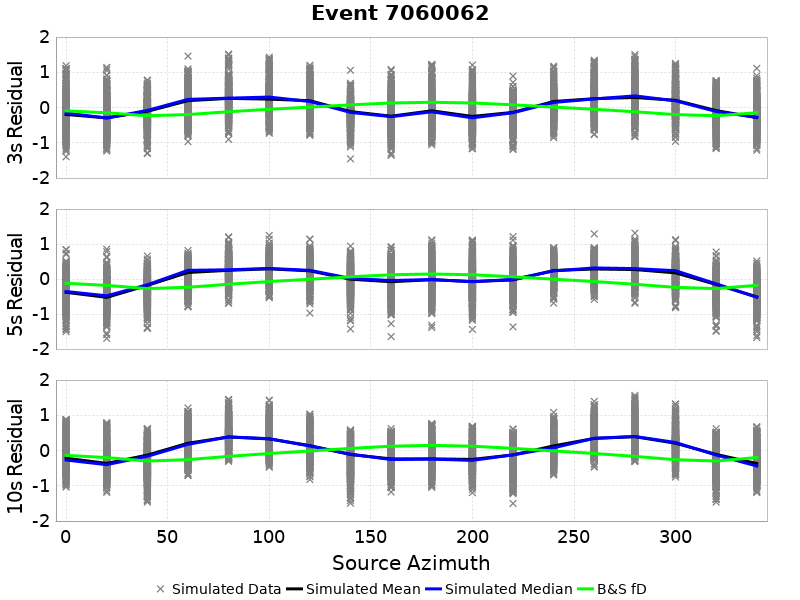 Event 7060062
3s Residual
2
1
0
-1
-2
5s Residual
2
1
0
-1
-2
10s Residual
2
1
0
-1
-2
0 50 100 150 200 250 300
Source Azimuth
Simulated Data Simulated Mean Simulated Median B&S fD